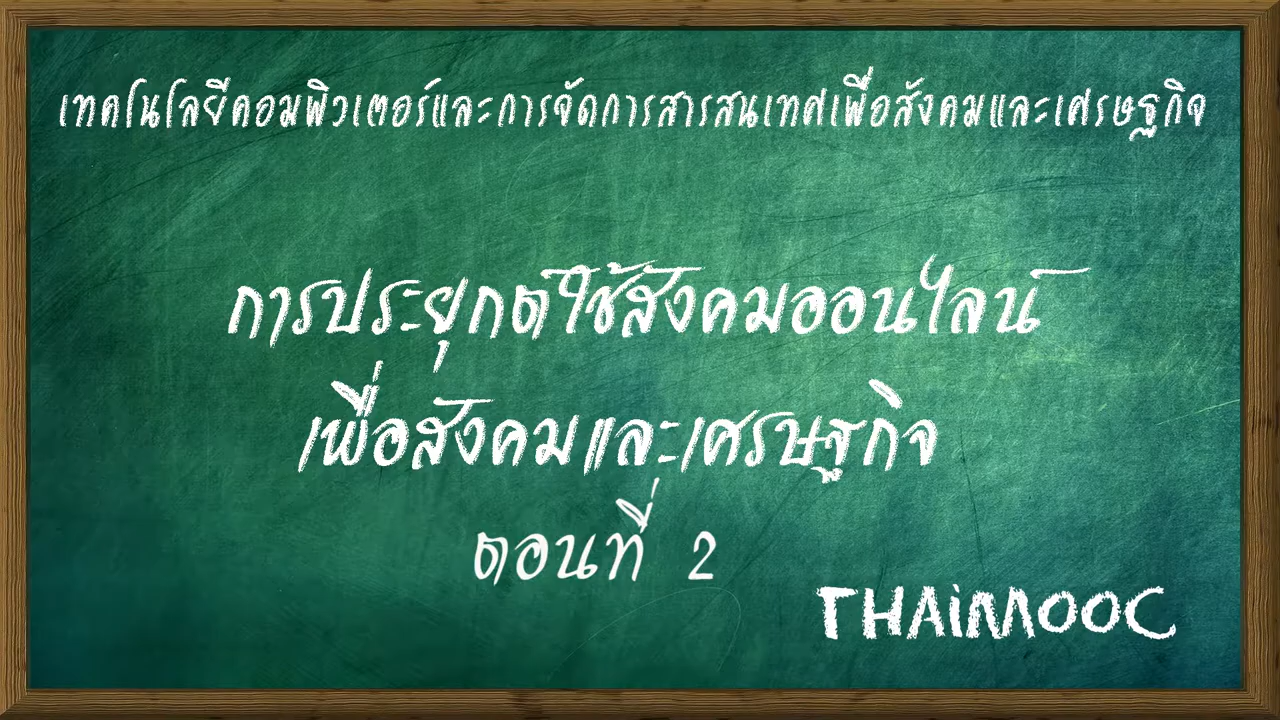 เทคโนโลยีคอมพิวเตอร์และการจัดการสารสนเทศเพื่อสังคมและเศรษฐกิจ
การประยุกต์ใช้สังคมออนไลน์
เพื่อสังคมและเศรษฐกิจ
ตอนที่ 2
THAiMOOC